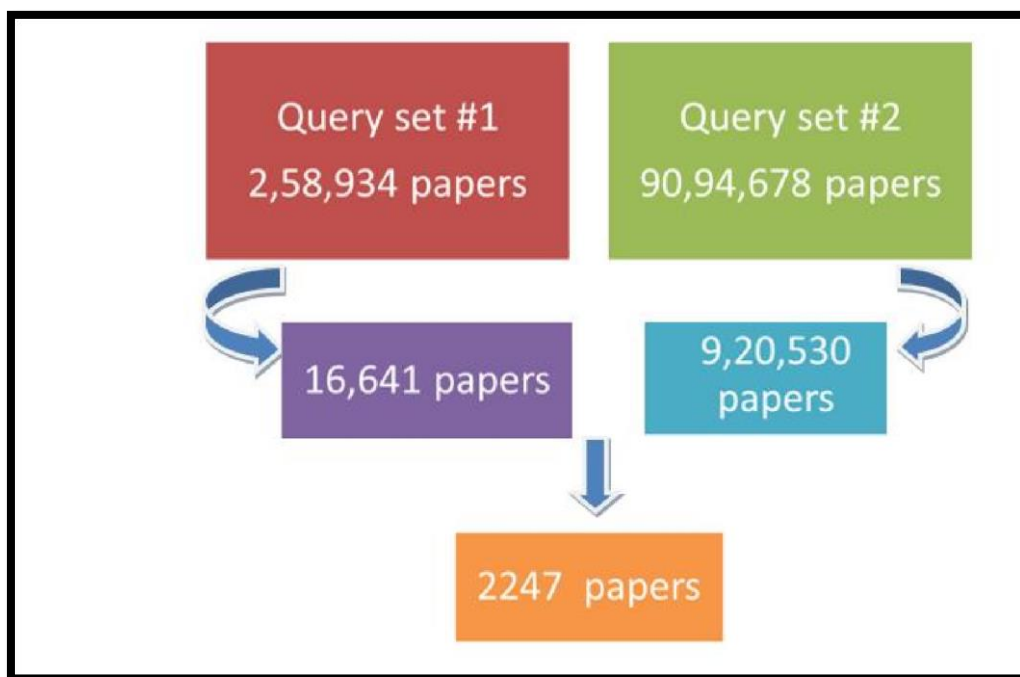 Query set #1
2,58,934 papers
Query set #2
90,94,678 papers
16,641 papers
9,20,530
papers
2247 papers